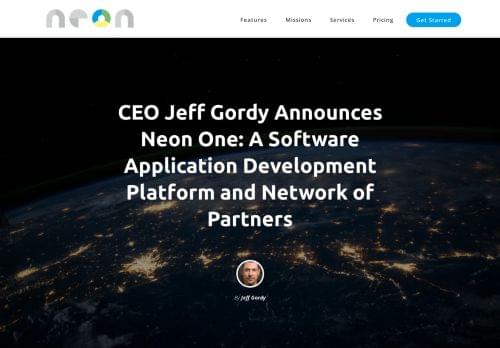 neon
Features Missions Services Pricing Get Started
CEO Jeff Gordy Announces
Neon One: A Software
Application Development
Platform and Network of
Partners
By Jeff Gordy